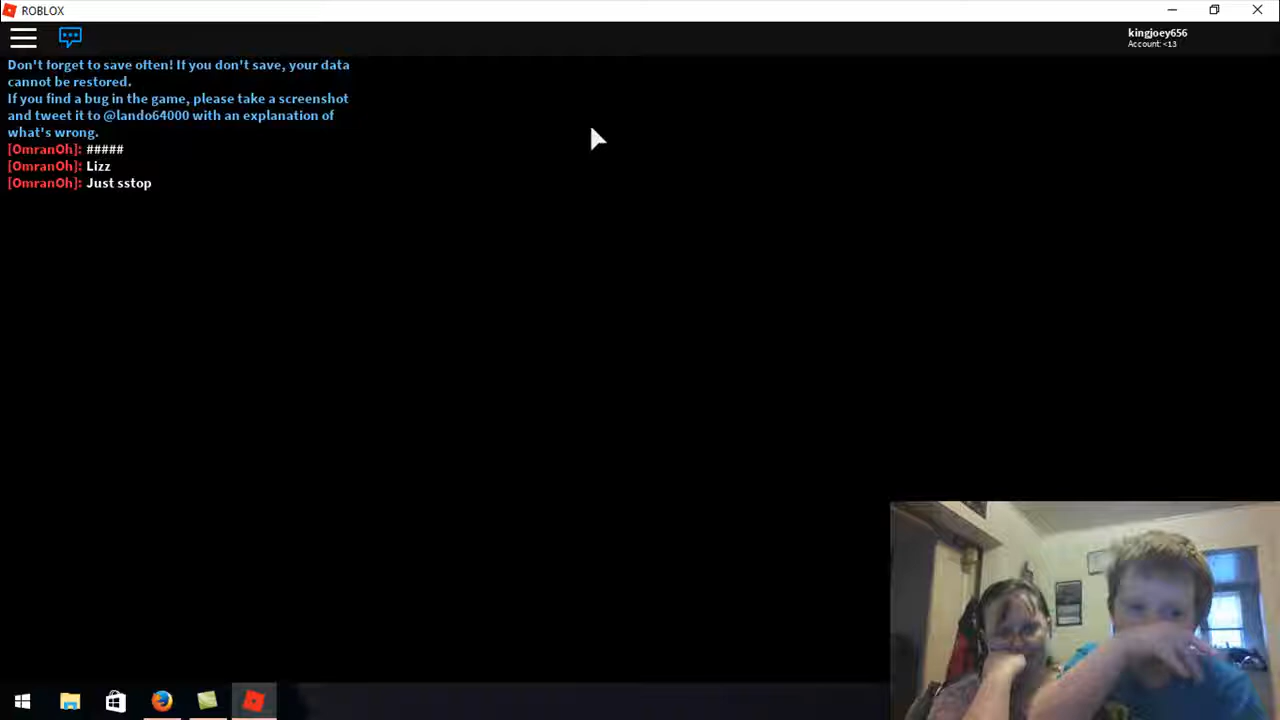 ROBLOX
kingjoey656
Account: <13
Don't forget to save often! If you don't save, your data
cannot be restored.
If you find a bug in the game, please take a screenshot
and tweet it to @lando64000 with an explanation of
what's wrong.
[OmranOh]: #####
[OmranOh]: Lizz
[OmranOh]: Just sstop